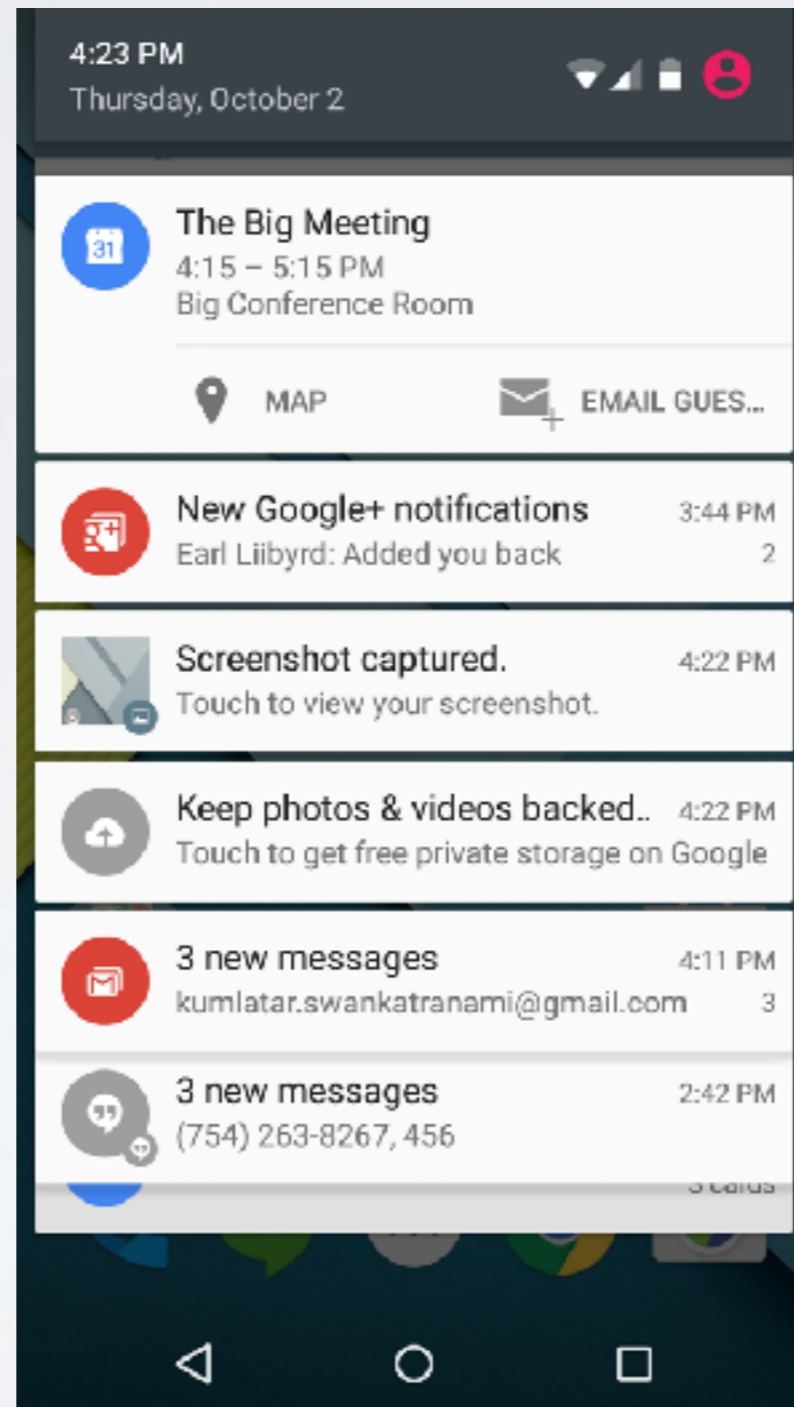 4:23 PM
Thursday, October 2
31
The Big Meeting
4:15 – 5:15 PM
Big Conference Room
MAP
EMAIL GUES...
New Google+ notifications 3:44 PM
Earl Liibyrd: Added you back 2
Screenshot captured. 4:22 PM
Touch to view your screenshot.
Keep photos & videos backed.. 4:22 PM
Touch to get free private storage on Google
3 new messages 4:11 PM
kumlatar.swankatranami@gmail.com 3
3 new messages 2:42 PM
(754) 263-8267, 456
cards